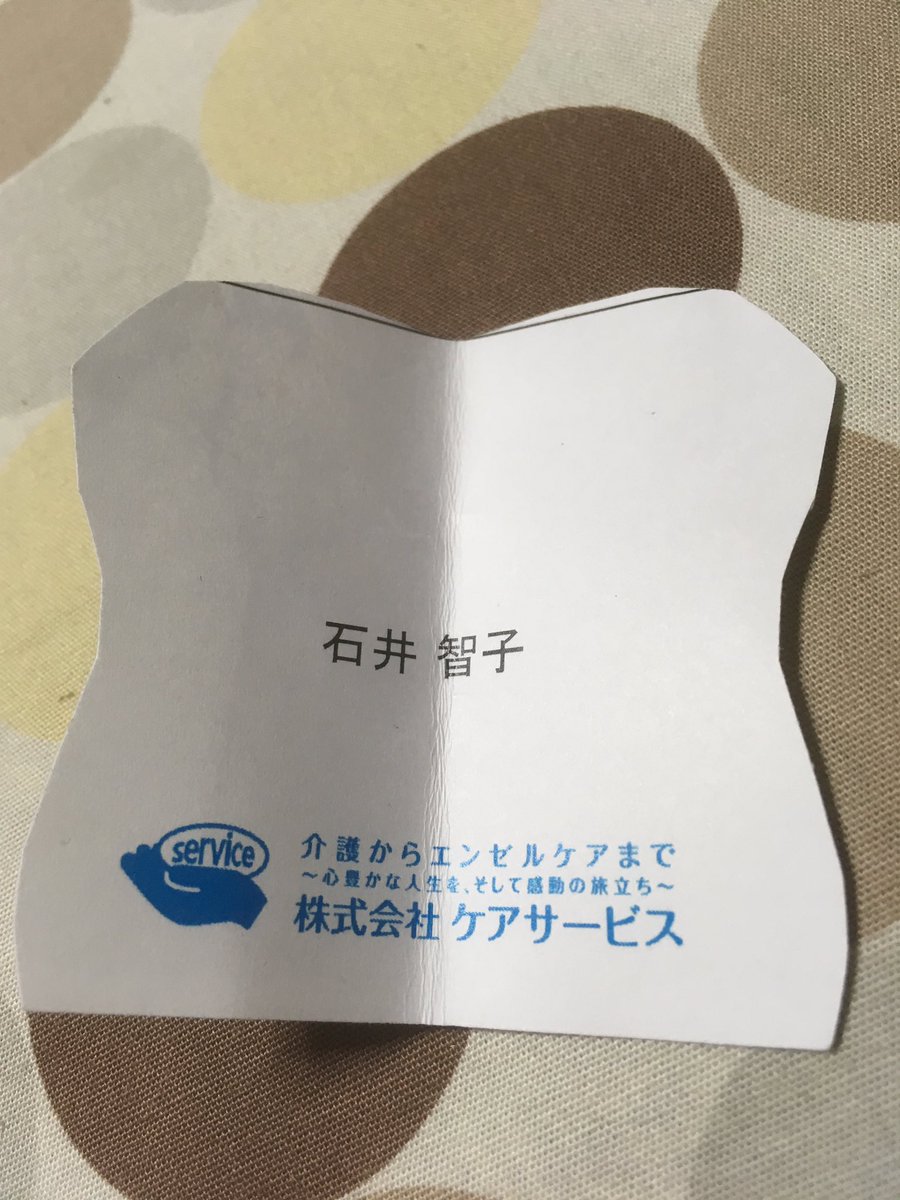 石井 智子
service
介護からエンゼルケアまで
～心豊かな人生を、そして感動の旅立ち～
株式会社 ケアサービス